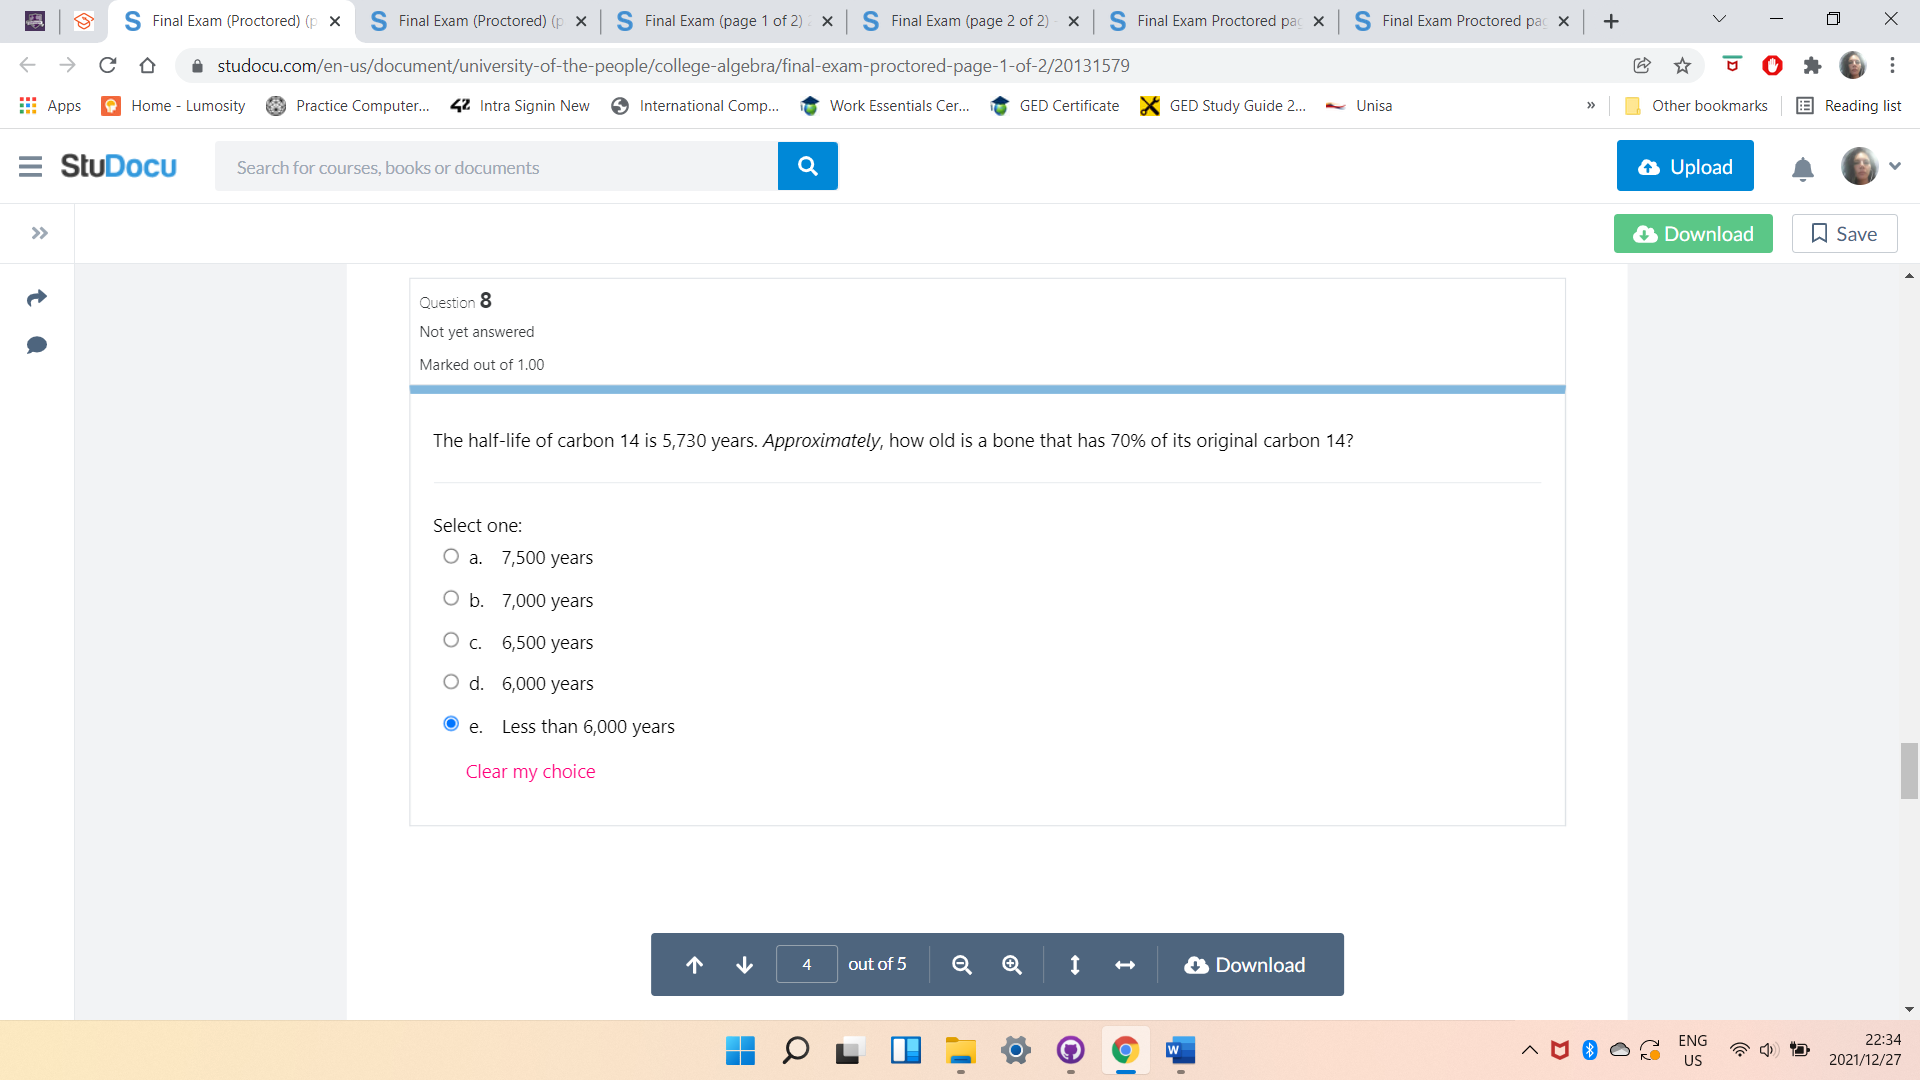 Final Exam (Proctored) (p
Final Exam (Proctored) (p
Final Exam (page 1 of 2)
Final Exam (page 2 of 2) -
Final Exam Proctored pag
Final Exam Proctored pag
studocu.com/en-us/document/university-of-the-people/college-algebra/final-exam-proctored-page-1-of-2/20131579
Apps
Home - Lumosity
Practice Computer...
Intra Signin New
International Comp...
Work Essentials Cer...
GED Certificate
GED Study Guide 2...
Unisa
»
Other bookmarks
Reading list
StuDocu
Search for courses, books or documents
Upload
Download
Save
Question 8
Not yet answered
Marked out of 1.00
The half-life of carbon 14 is 5,730 years. Approximately, how old is a bone that has 70% of its original carbon 14?
Select one:
a. 7,500 years
b. 7,000 years
c. 6,500 years
d. 6,000 years
e. Less than 6,000 years
Clear my choice
4 out of 5
Download
ENG
US
22:34
2021/12/27